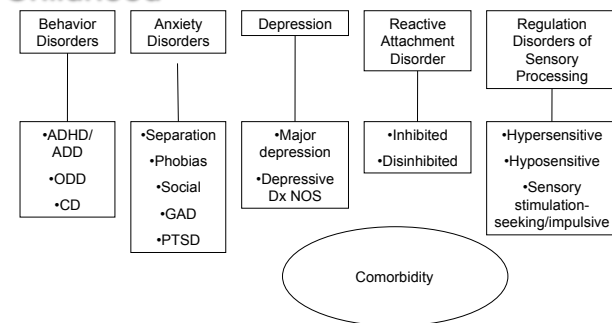 Behavior
Disorders
Anxiety
Disorders
Depression
Reactive
Attachment
Disorder
Regulation
Disorders of
Sensory
Processing
•ADHD/
ADD
•ODD
•CD
•Separation
•Phobias
•Social
•GAD
•PTSD
•Major
depression
•Depressive
Dx NOS
•Inhibited
•Disinhibited
•Hypersensitive
•Hyposensitive
•Sensory
stimulation-
seeking/impulsive
Comorbidity